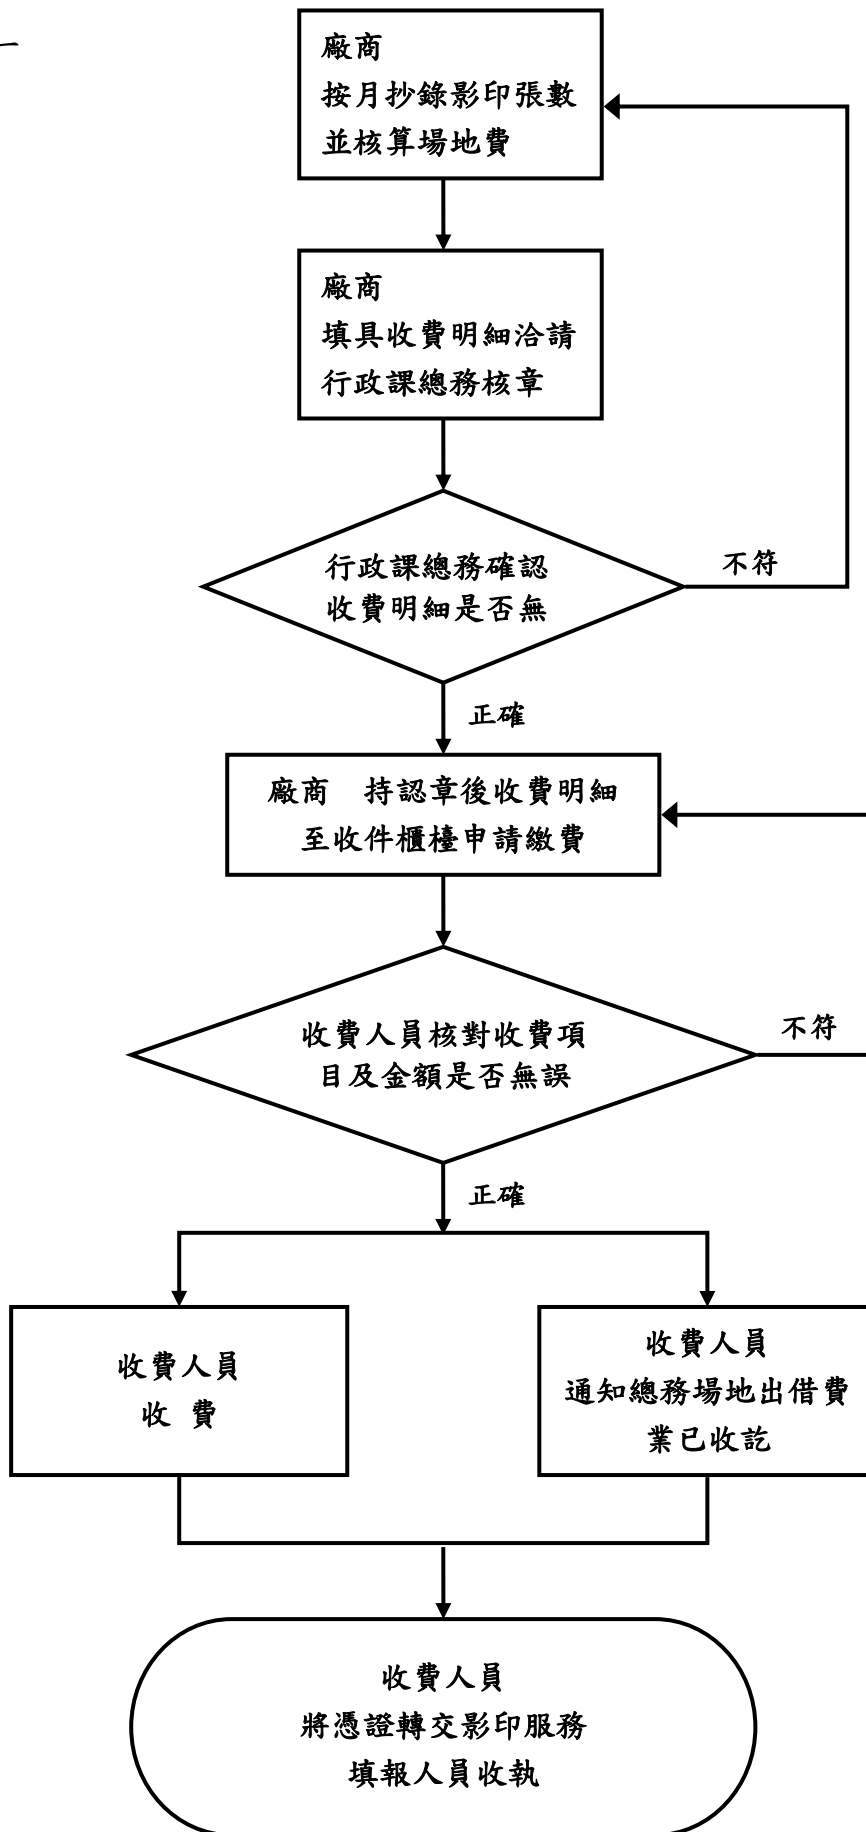 廠商
按月抄錄影印張數
並核算場地費
廠商
填具收費明細洽請
行政課總務核章
行政課總務確認
收費明細是否無
不符
正確
廠商　持認章後收費明細
至收件櫃檯申請繳費
收費人員核對收費項
目及金額是否無誤
不符
正確
收費人員
收 費
收費人員
通知總務場地出借費
業已收訖
收費人員
將憑證轉交影印服務
填報人員收執